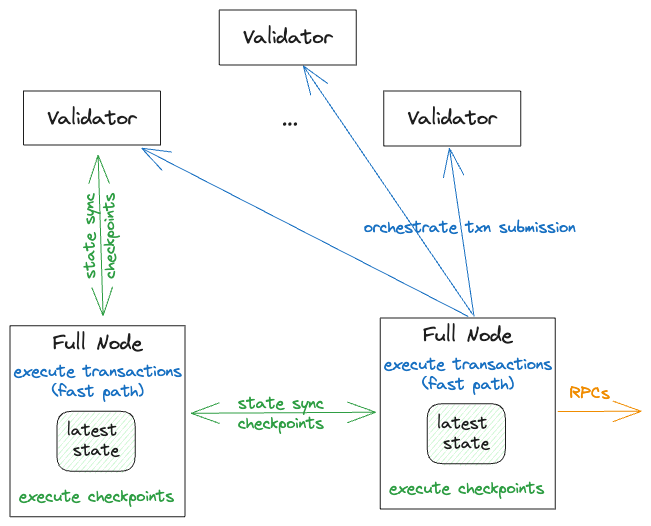 Validator
Validator
...
Validator
state sync
checkpoints
orchestrate txn submission
Full Node
execute transactions
(fast path)
latest
state
execute checkpoints
state sync
checkpoints
Full Node
execute transactions
(fast path)
latest
state
execute checkpoints
RPCs